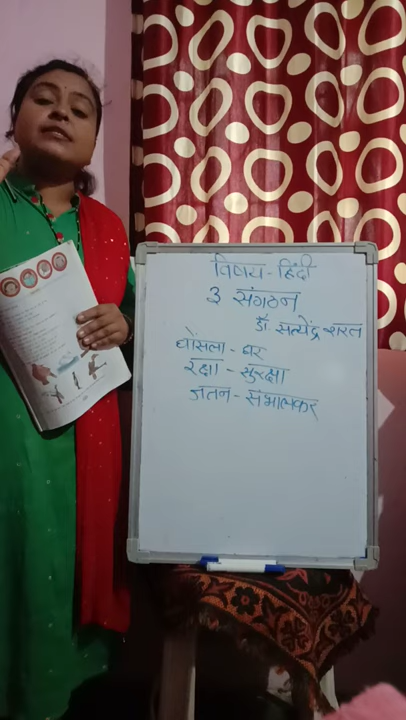 विषय - हिंदी
3 संगठन
डॉ. सत्येंद्र शरत
घोंसला - घर
रक्षा - सुरक्षा
जतन - संभालकर